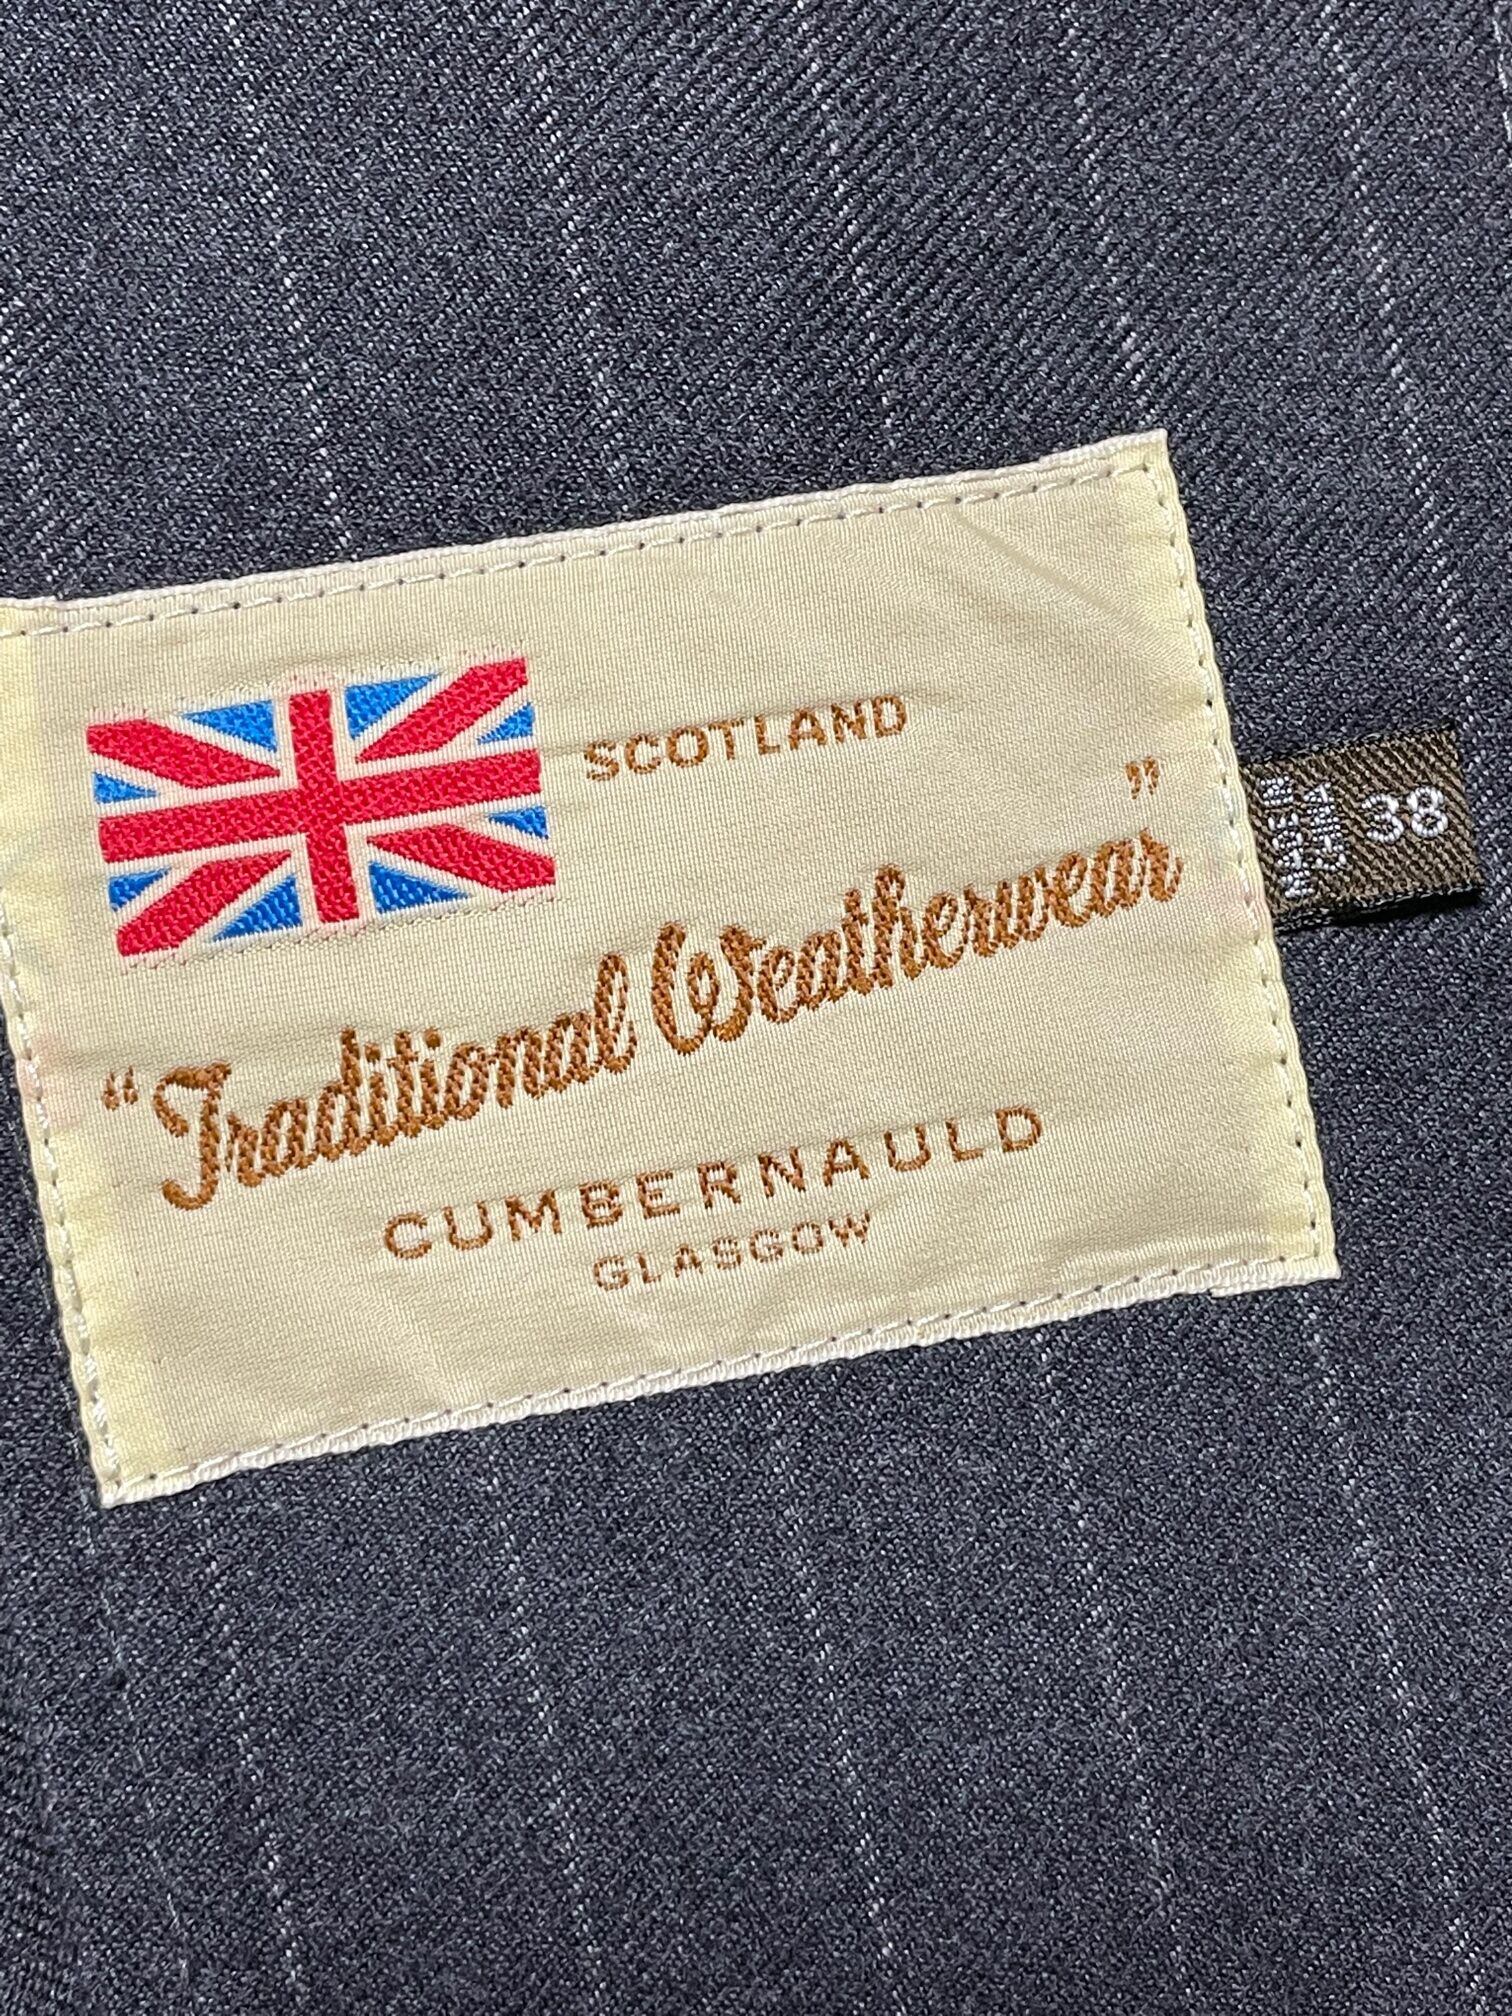 SCOTLAND
“Traditional Weatherwear”
CUMBERNAULD
GLASGOW
38